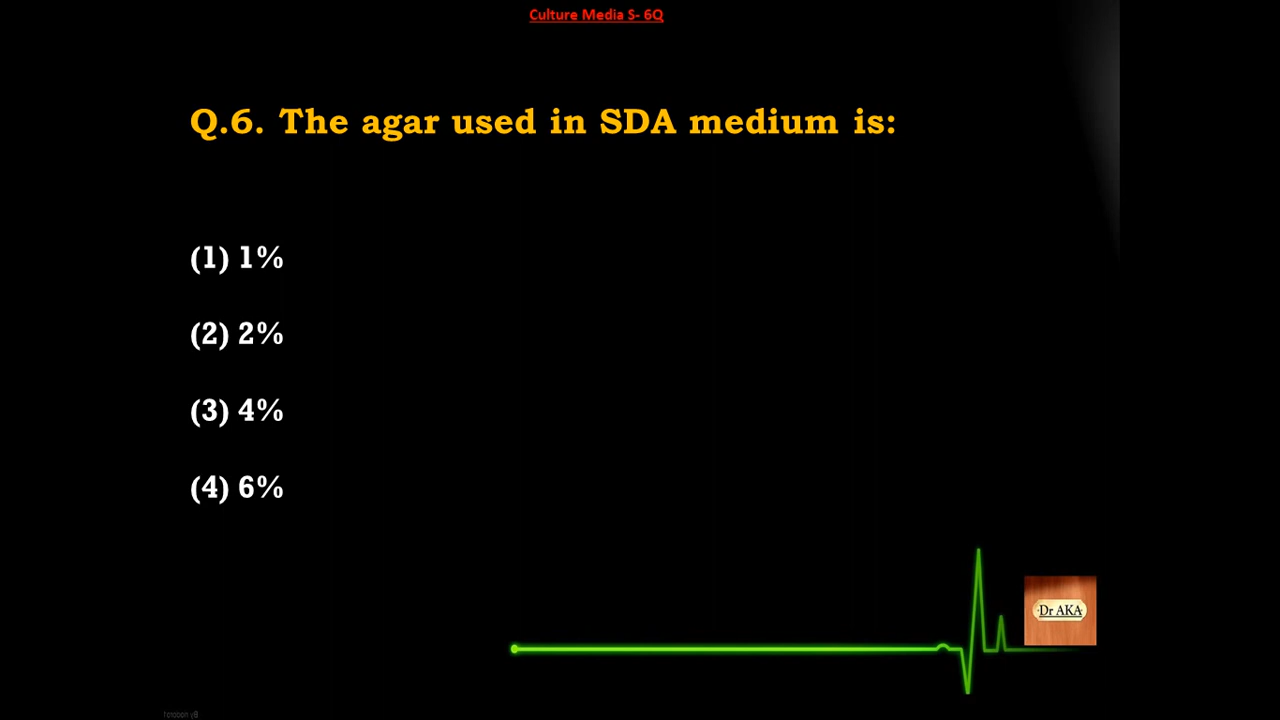 Culture Media S- 6Q
Q.6. The agar used in SDA medium is:
(1) 1%
(2) 2%
(3) 4%
(4) 6%
Dr AKA